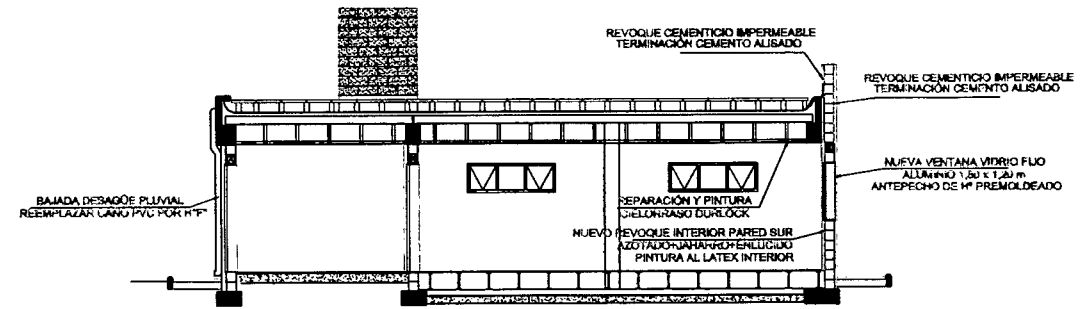 REVOQUE CEMENTICIO IMPERMEABLE
TERMINACIÓN CEMENTO ALISADO
REVOQUE CEMENTICIO IMPERMEABLE
TERMINACIÓN CEMENTO ALISADO
NUEVA VENTANA VIDRIO FIJO
ALUMINIO 1,50 x 1,20 m
ANTEPECHO DE Hº PREMOLDEADO
BAJADA DESAGÜE PLUVIAL
REEMPLAZAR CAÑO PVC POR HºFº
REPARACIÓN Y PINTURA
CIELORRASO DURLOCK
NUEVO REVOQUE INTERIOR PARED SUR
AZOTADO+JAHARRO+ENLUCIDO
PINTURA AL LATEX INTERIOR